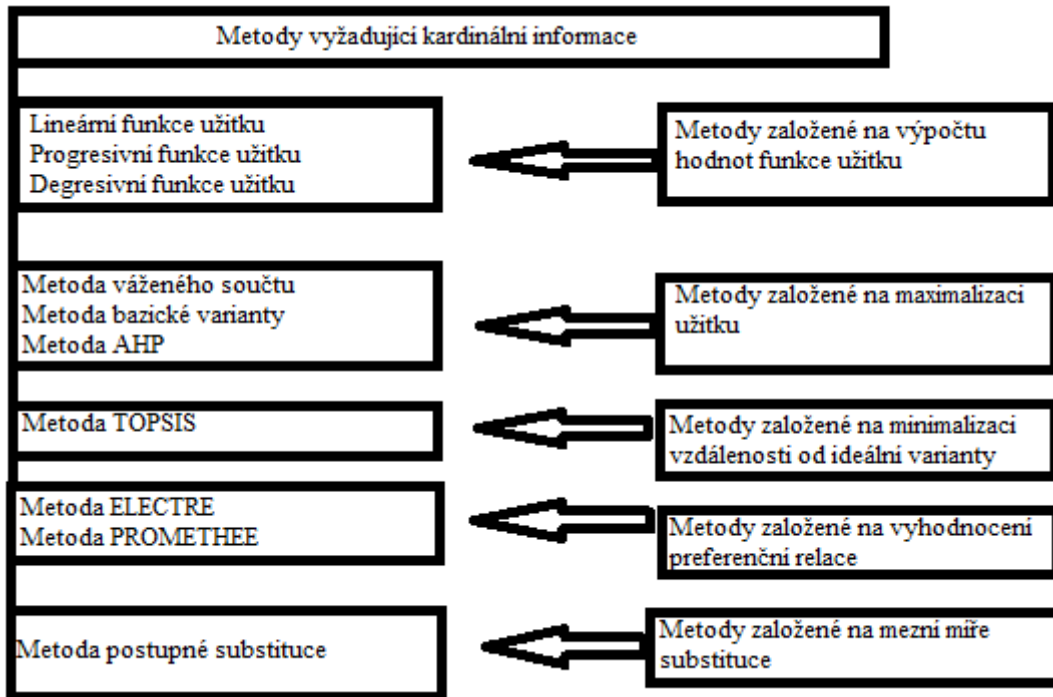 Metody vyžadující kardinální informace
Lineární funkce užitku
Progresivní funkce užitku
Degresivní funkce užitku
Metody založené na výpočtu
hodnot funkce užitku
Metoda váženého součtu
Metoda bazické varianty
Metoda AHP
Metody založené na maximalizaci
užitku
Metoda TOPSIS
Metody založené na minimalizaci
vzdálenosti od ideální varianty
Metoda ELECTRE
Metoda PROMETHEE
Metody založené na vyhodnocení
preferenční relace
Metoda postupné substituce
Metody založené na mezní míře
substituce